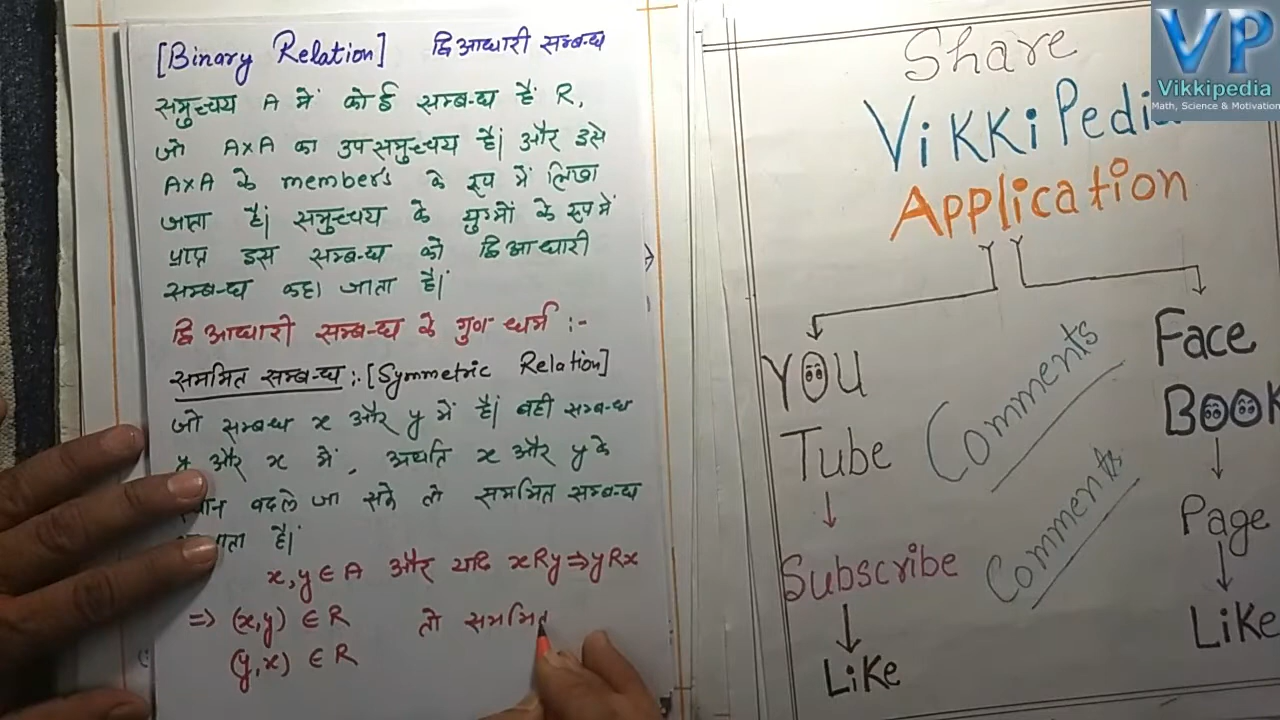 [Binary Relation] द्विआधारी सम्बन्ध
समुच्चय A में कोई सम्बन्ध है R,
जो A×A का उपसमुच्चय है। और इसे
A×A के members के रूप में लिखा
जाता है। समुच्चय के युग्मों के रूप में
प्राप्त इस सम्बन्ध को द्विआधारी
सम्बन्ध कहा जाता है।
द्विआधारी सम्बन्ध के गुण धर्म :-
सममित सम्बन्ध :- [Symmetric Relation]
जो सम्बन्ध x और y में है। वही सम्बन्ध
y और x में, अर्थात x और y के
बदले जा सके तो सममित सम्बन्ध
है।
x, y ∈ A और यदि xRy ⇒ yRx
⇒ (x,y) ∈ R तो सममित
(y,x) ∈ R
Share
VikkiPedia
Application
YOU
Tube
Subscribe
LiKe
Comments
Comments
Face
BOOK
Page
LiKe
VP
Vikkipedia
Math, Science & Motivation